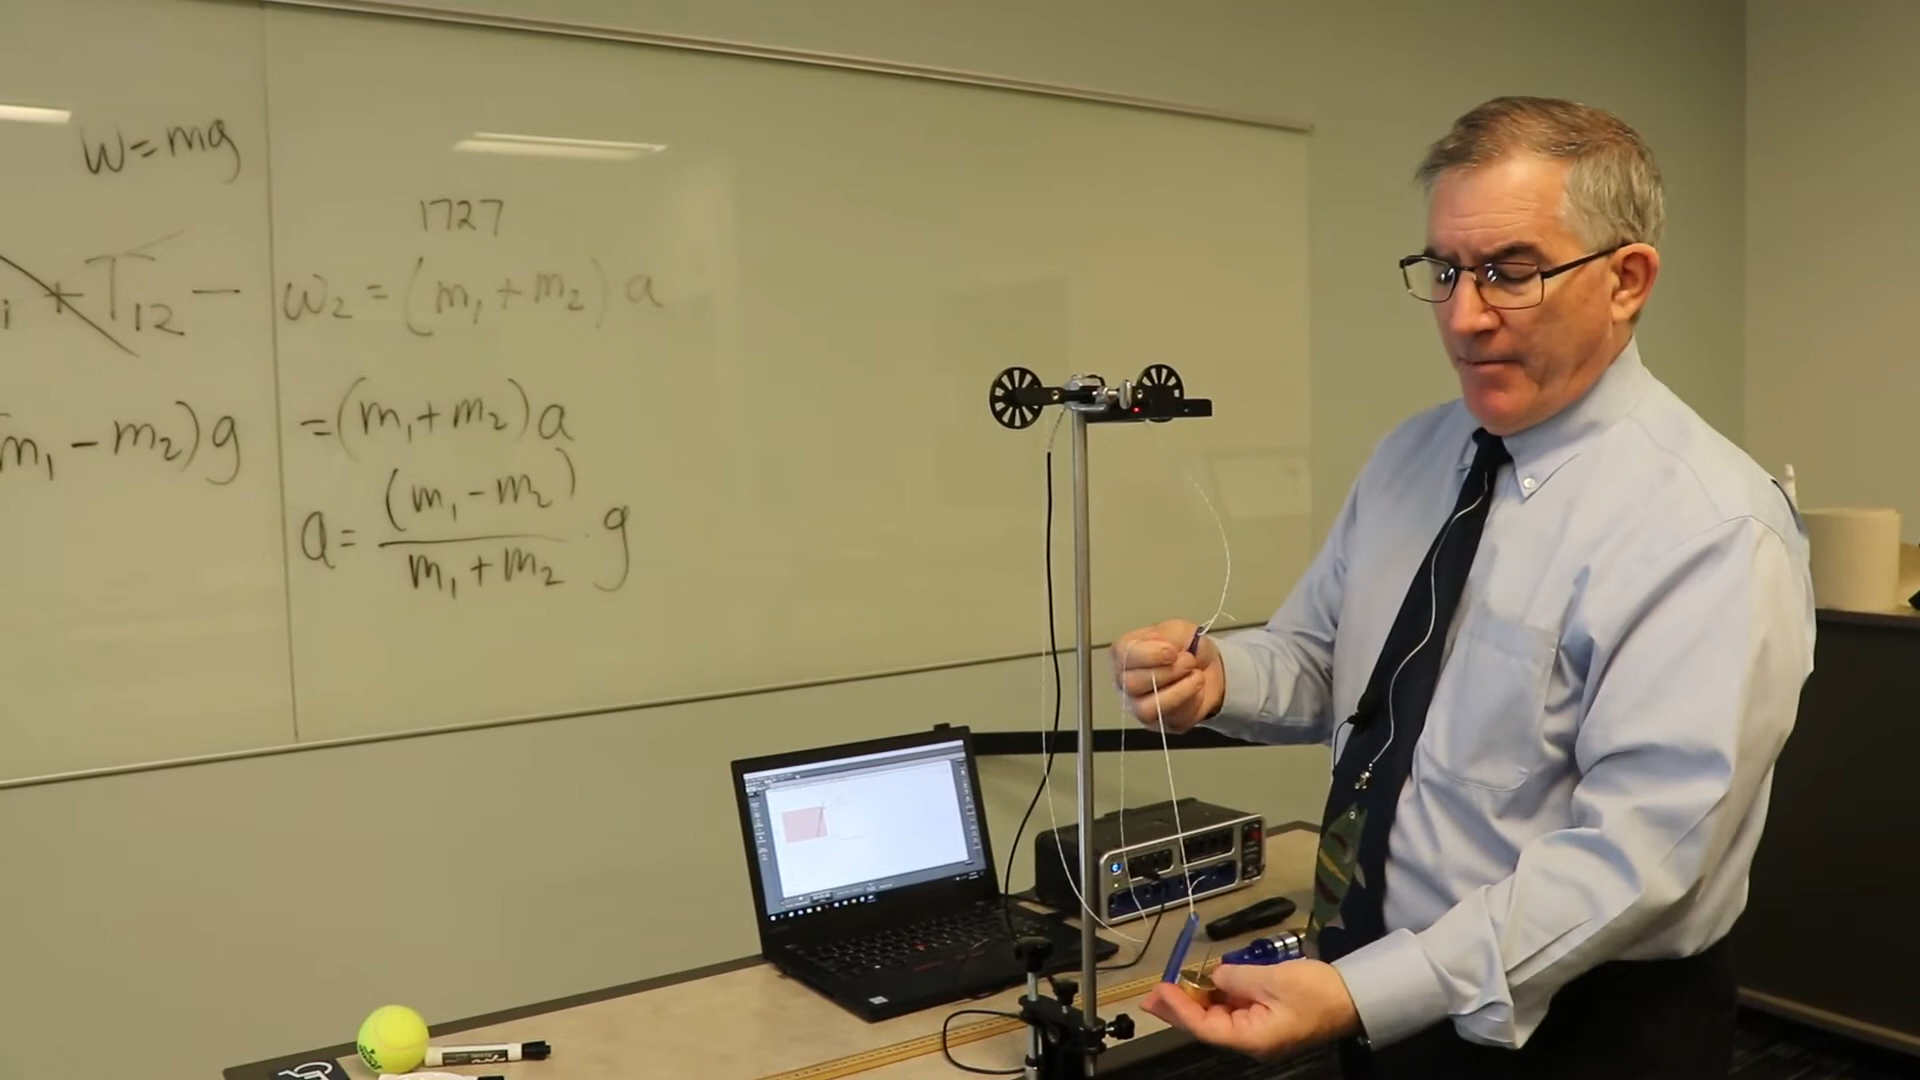 W=mg
1727
+T₁₂ − w₂ = (m₁+m₂) a
m₁ − m₂)g = (m₁+m₂)a
a = (m₁−m₂) / m₁+m₂ · g